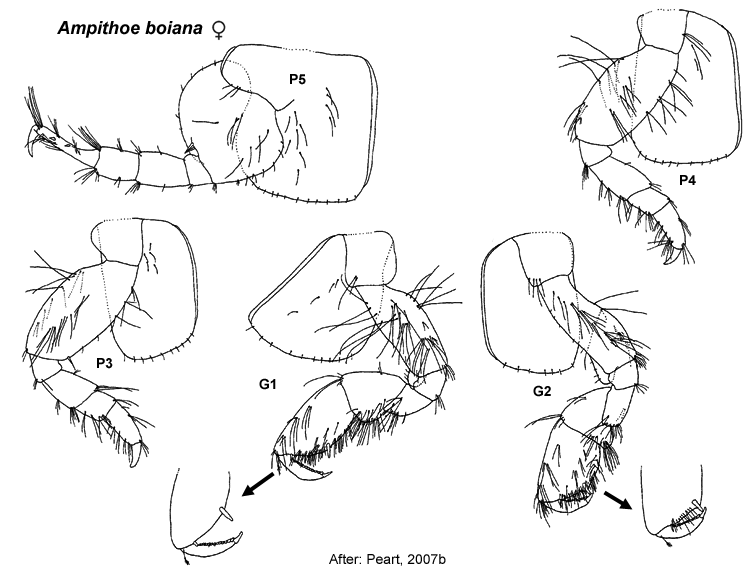 Ampithoe boiana ♀
P5
P4
P3
G1
G2
After: Peart, 2007b